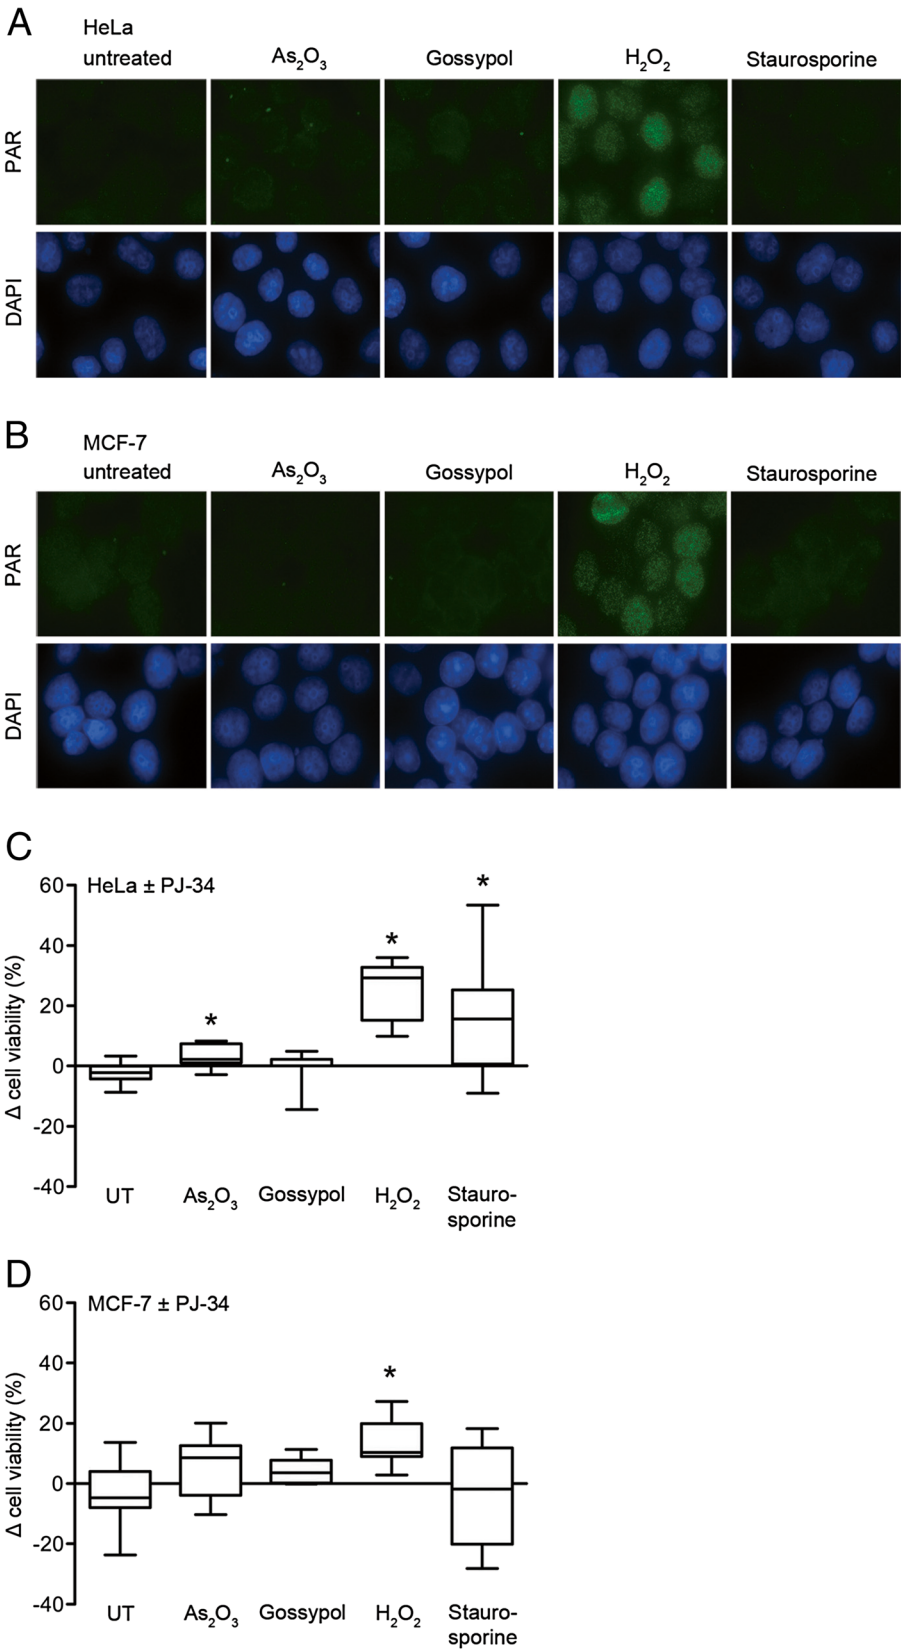 A
HeLa
untreated
As₂O₃
Gossypol
H₂O₂
Staurosporine
PAR
DAPI
B
MCF-7
untreated
As₂O₃
Gossypol
H₂O₂
Staurosporine
PAR
DAPI
C
HeLa ± PJ-34
Δ cell viability (%)
60
40
20
0
-20
-40
*
*
*
UT
As₂O₃
Gossypol
H₂O₂
Stauro-
sporine
D
MCF-7 ± PJ-34
Δ cell viability (%)
60
40
20
0
-20
-40
*
UT
As₂O₃
Gossypol
H₂O₂
Stauro-
sporine